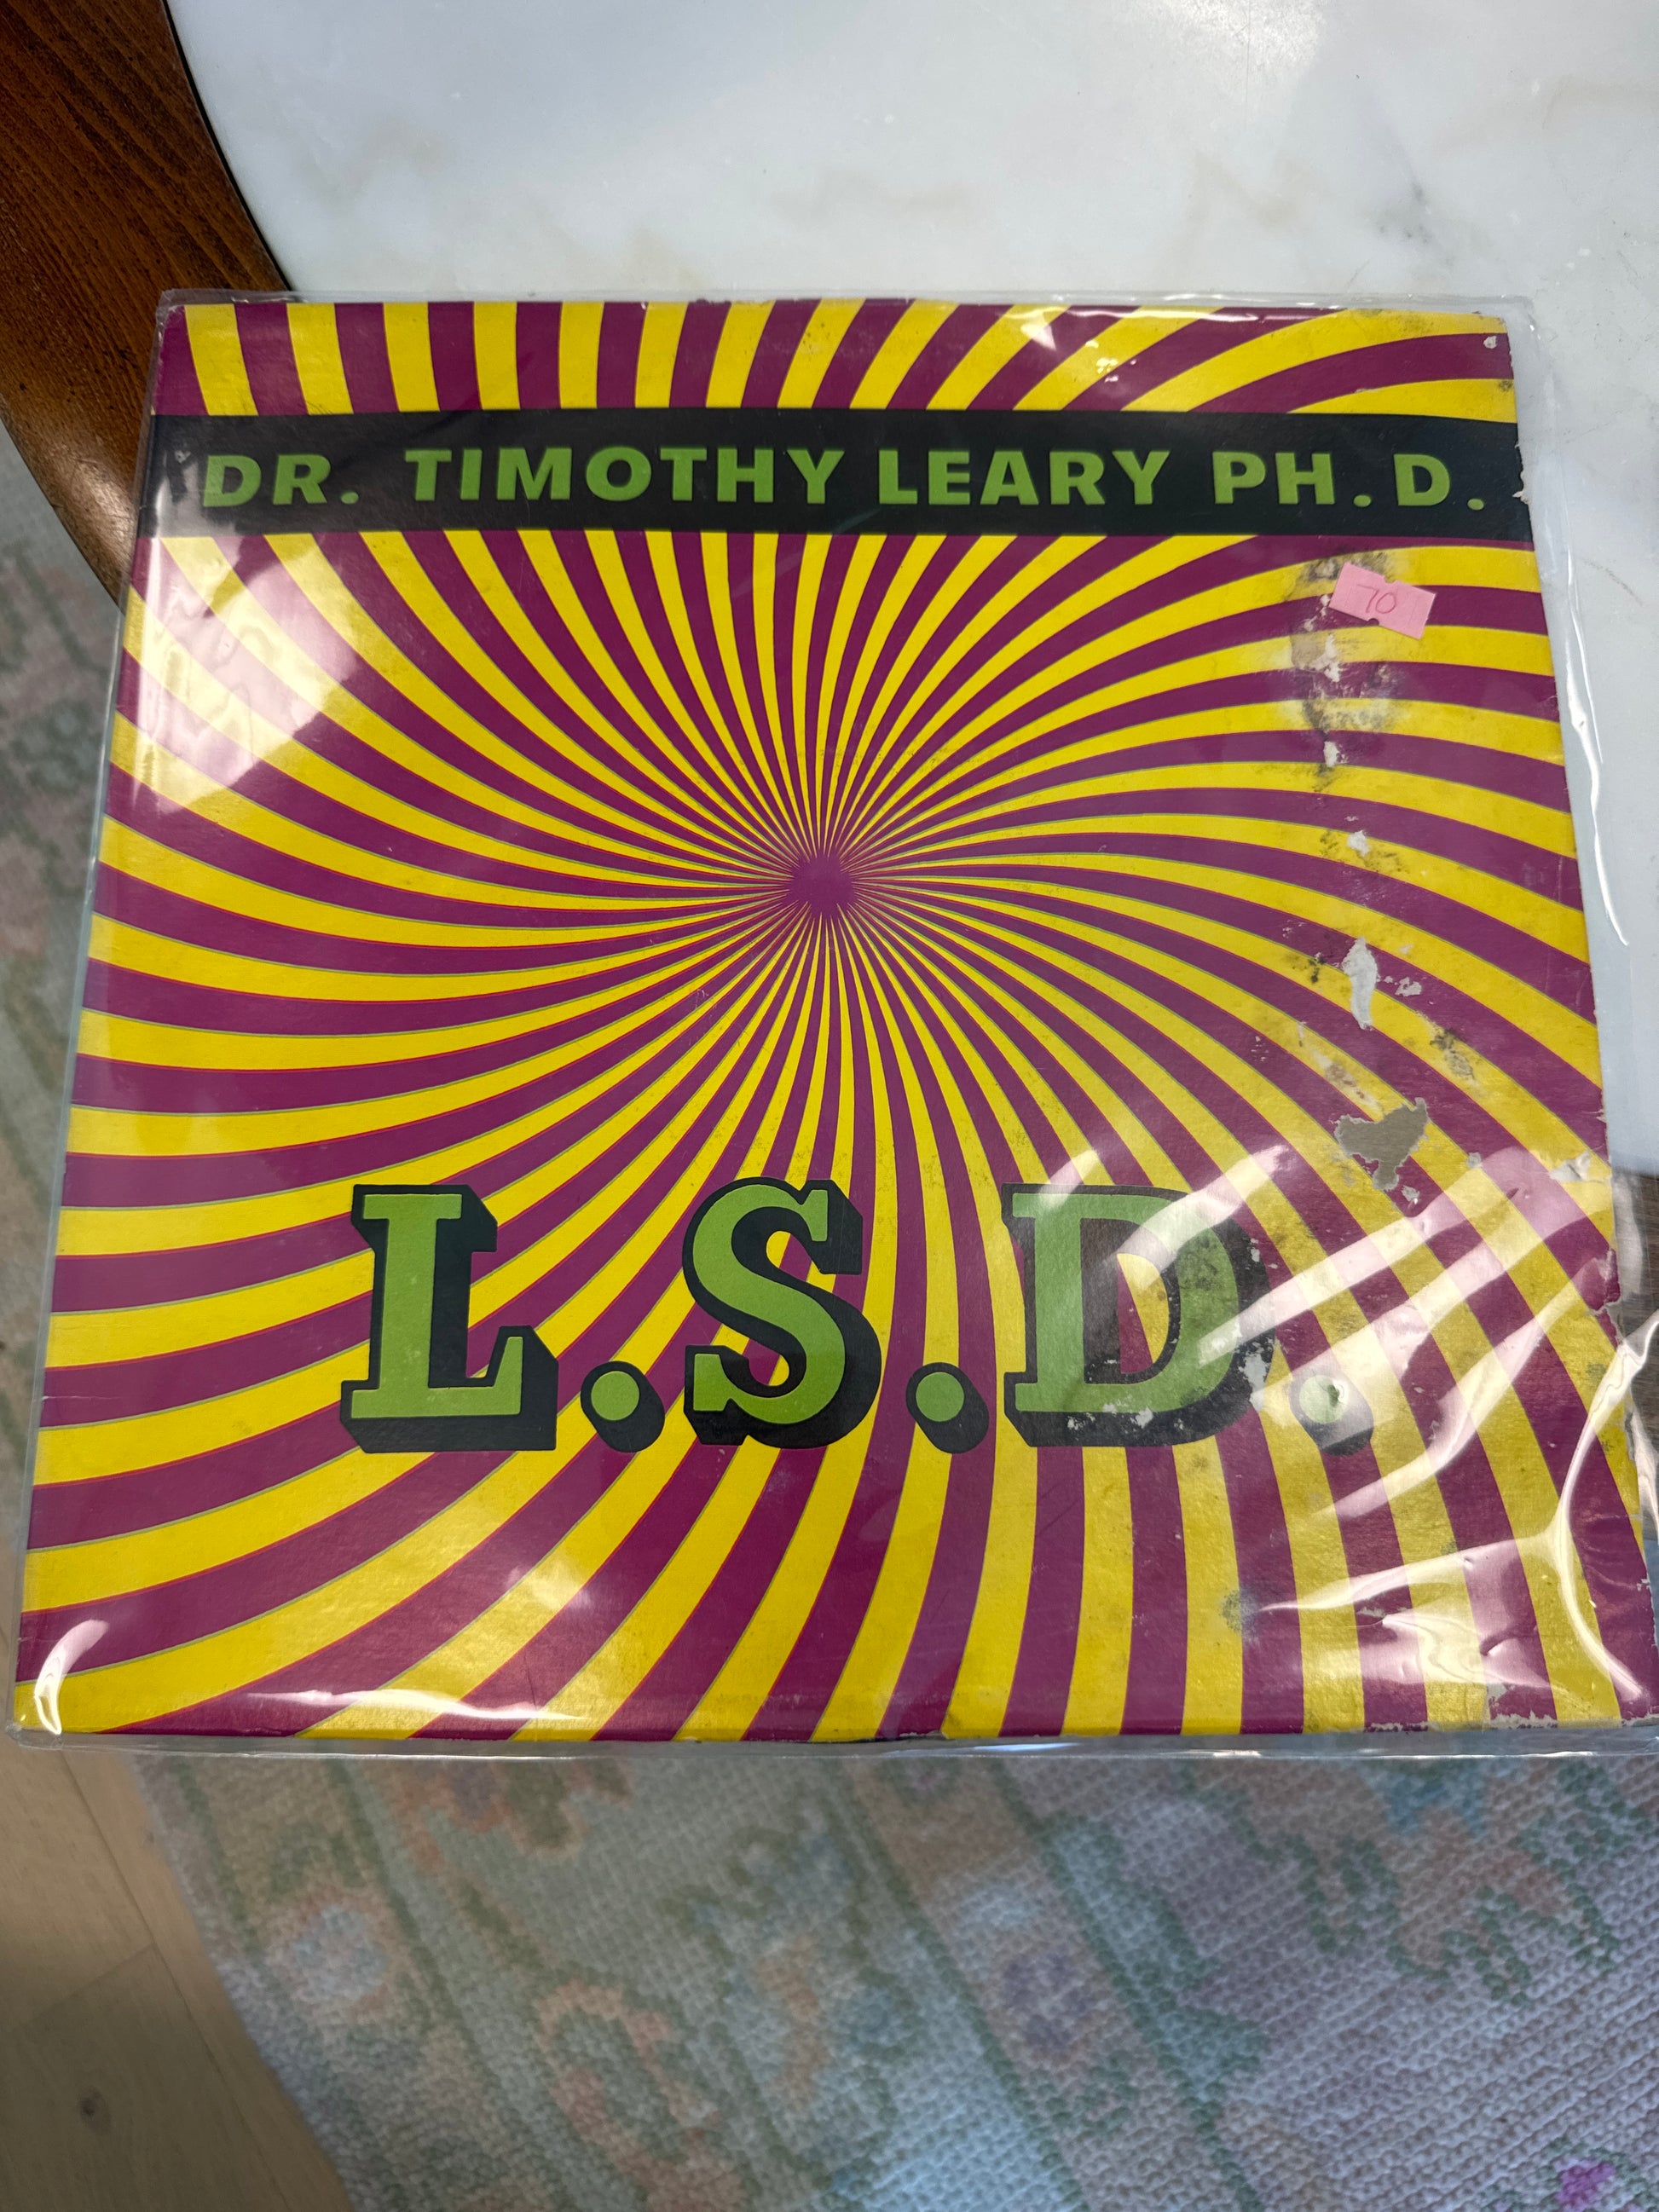 DR. TIMOTHY LEARY PH.D.
70
L.S.D.